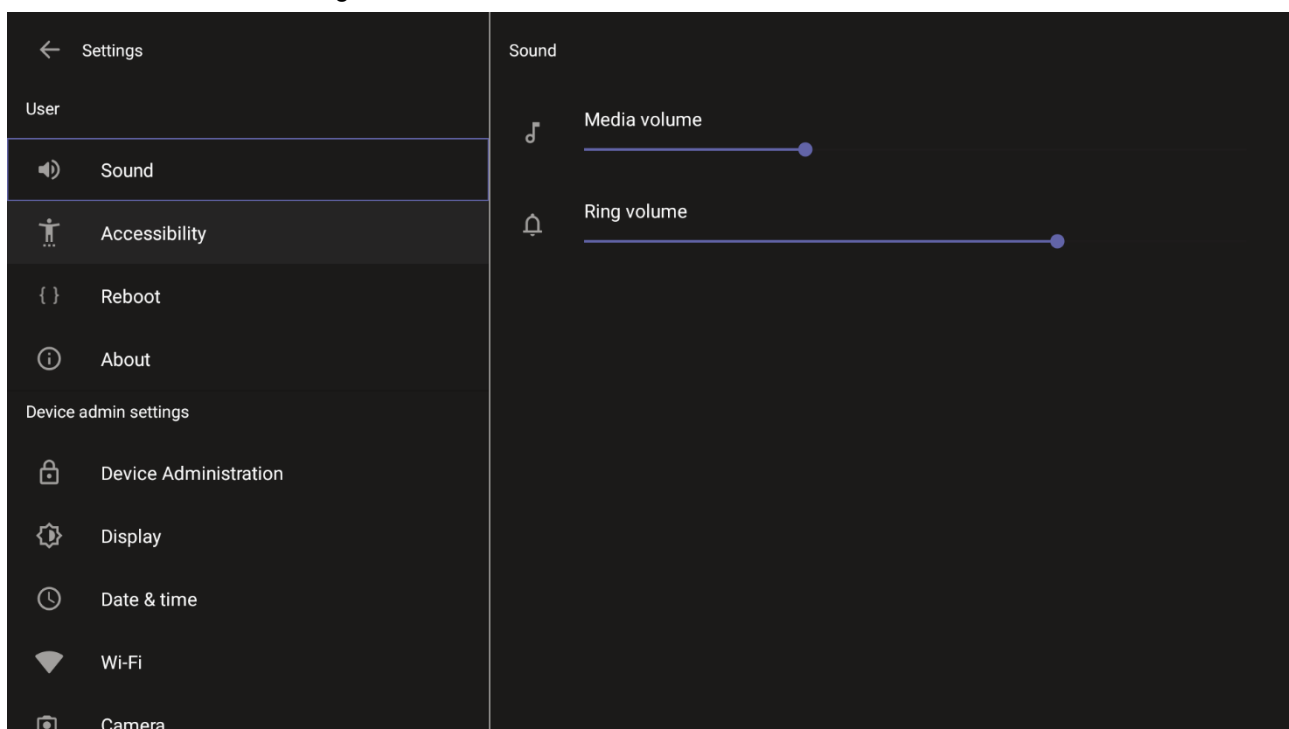 Settings
User
Sound
Accessibility
{ } Reboot
About
Device admin settings
Device Administration
Display
Date & time
Wi-Fi
Camera
Sound
Media volume
Ring volume